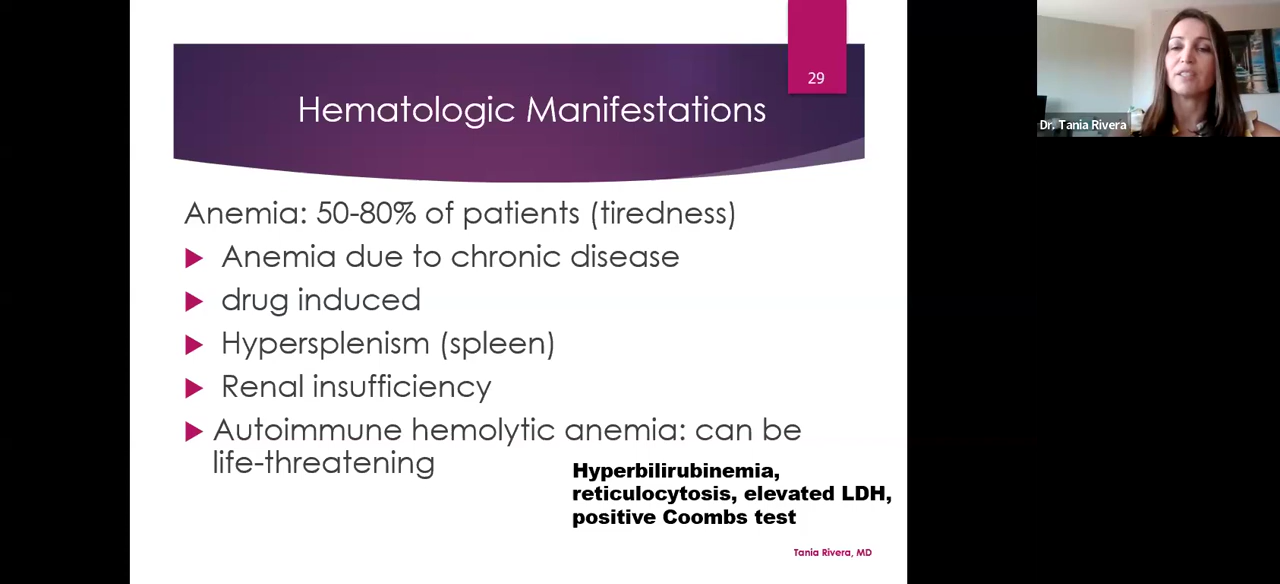 29
Hematologic Manifestations
Dr. Tania Rivera
Anemia: 50-80% of patients (tiredness)
Anemia due to chronic disease
drug induced
Hypersplenism (spleen)
Renal insufficiency
Autoimmune hemolytic anemia: can be
life-threatening
Hyperbilirubinemia,
reticulocytosis, elevated LDH,
positive Coombs test
Tania Rivera, MD